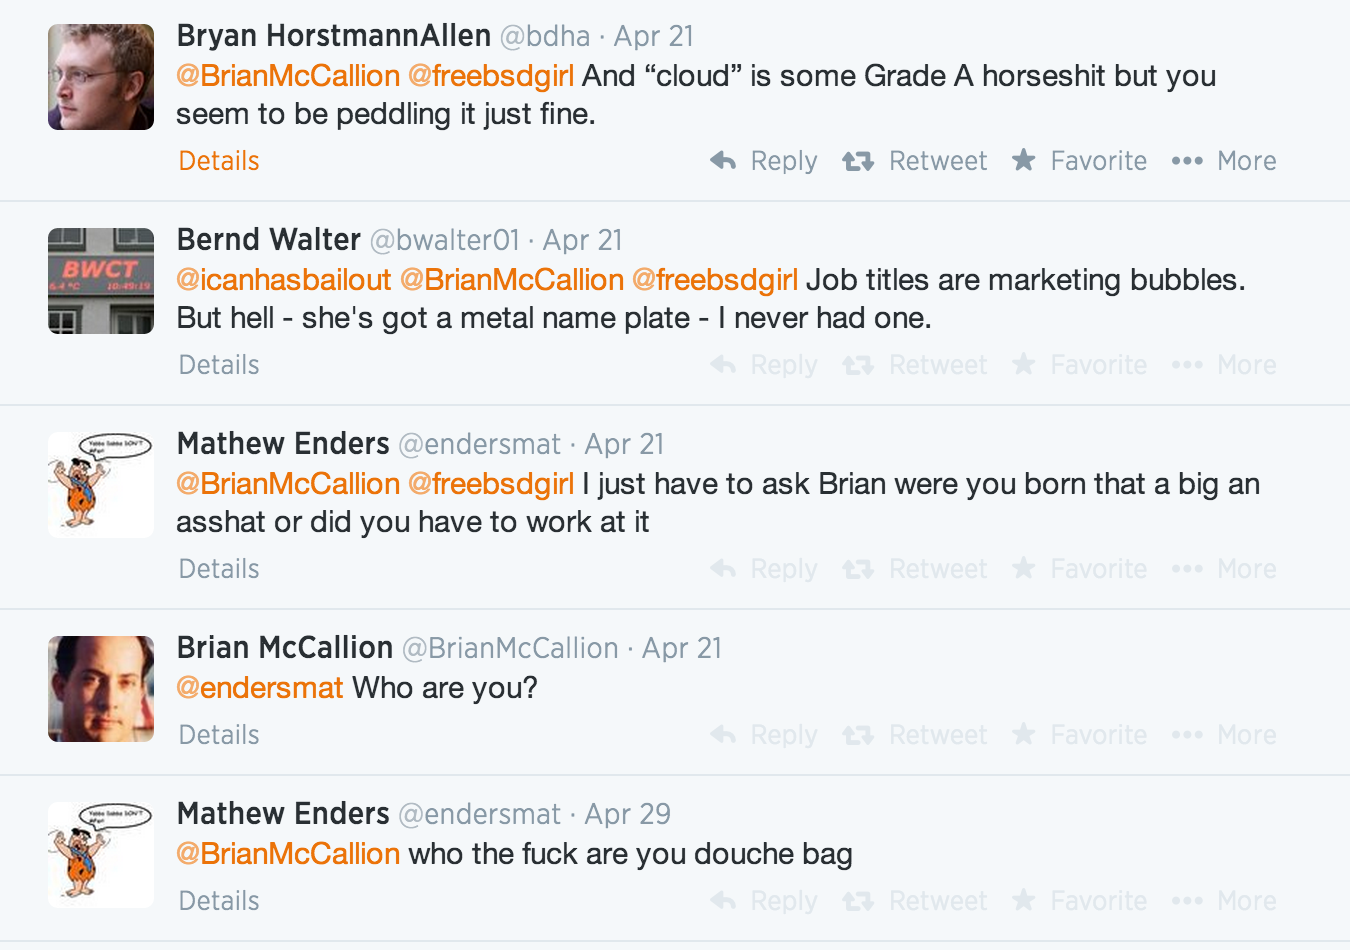 Bryan HorstmannAllen @bdha · Apr 21
@BrianMcCallion @freebsdgirl And “cloud” is some Grade A horseshit but you
seem to be peddling it just fine.
Details Reply Retweet Favorite ••• More
BWCT
10:49:19
Bernd Walter @bwalter01 · Apr 21
@icanhasbailout @BrianMcCallion @freebsdgirl Job titles are marketing bubbles.
But hell - she's got a metal name plate - I never had one.
Details Reply Retweet Favorite ••• More
Mathew Enders @endersmat · Apr 21
@BrianMcCallion @freebsdgirl I just have to ask Brian were you born that a big an
asshat or did you have to work at it
Details Reply Retweet Favorite ••• More
Brian McCallion @BrianMcCallion · Apr 21
@endersmat Who are you?
Details Reply Retweet Favorite ••• More
Mathew Enders @endersmat · Apr 29
@BrianMcCallion who the fuck are you douche bag
Details Reply Retweet Favorite ••• More